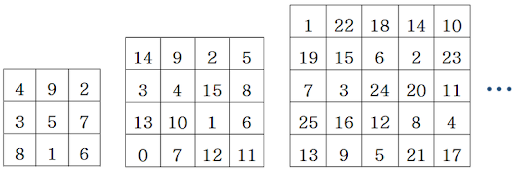 4 9 2
3 5 7
8 1 6
14 9 2 5
3 4 15 8
13 10 1 6
0 7 12 11
1 22 18 14 10
19 15 6 2 23
7 3 24 20 11
25 16 12 8 4
13 9 5 21 17
...